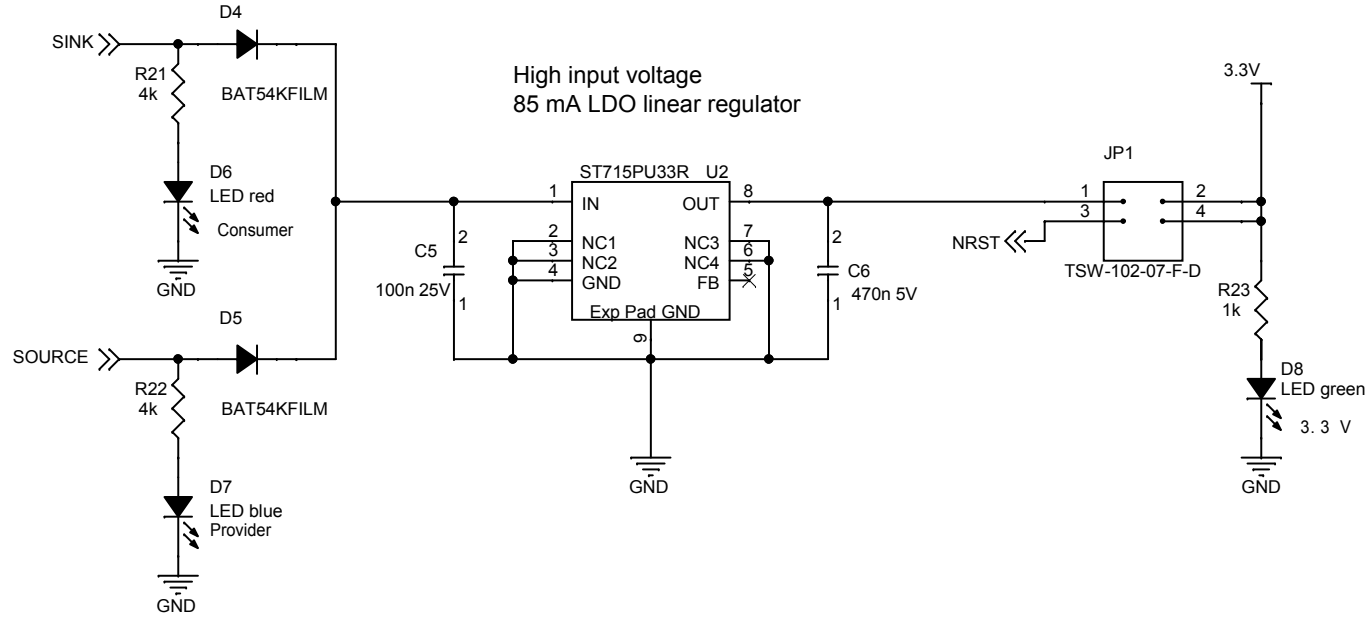 D4
SINK
R21
4k
BAT54KFILM
High input voltage
85 mA LDO linear regulator
3.3V
D6
LED red
Consumer
GND
ST715PU33R U2
1 IN OUT 8
2 NC1 NC3 7
3 NC2 NC4 6
4 GND FB 5
Exp Pad GND
9
C5
2
100n 25V
1
2
C6
470n 5V
1
JP1
1 2
3 4
NRST
TSW-102-07-F-D
R23
1k
D5
SOURCE
R22
4k
BAT54KFILM
D8
LED green
3. 3 V
GND
GND
D7
LED blue
Provider
GND